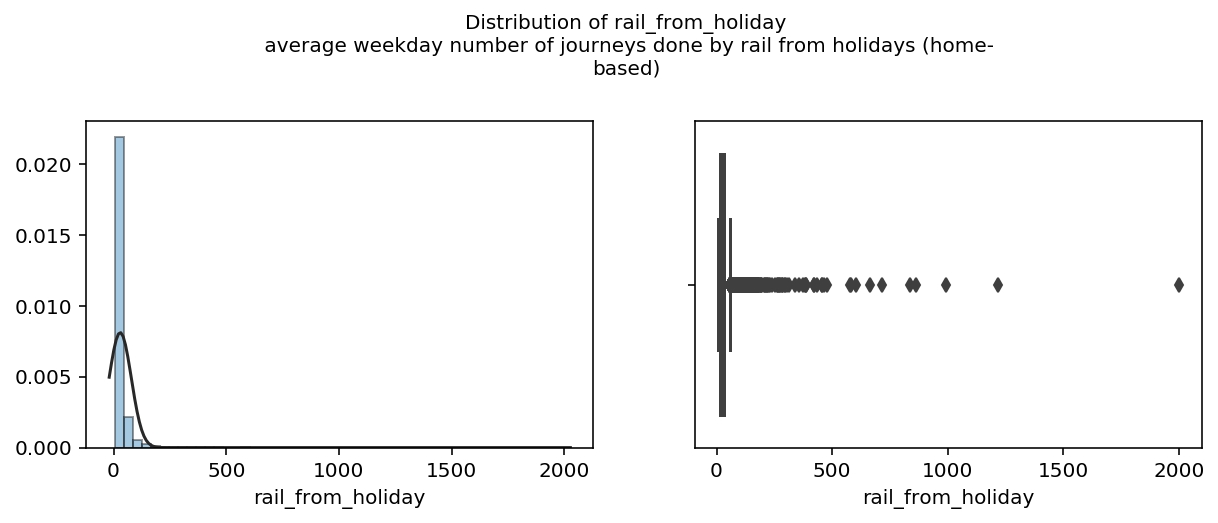 Distribution of rail_from_holiday
average weekday number of journeys done by rail from holidays (home-
based)
0.020
0.015
0.010
0.005
0.000
0 500 1000 1500 2000
rail_from_holiday
0 500 1000 1500 2000
rail_from_holiday